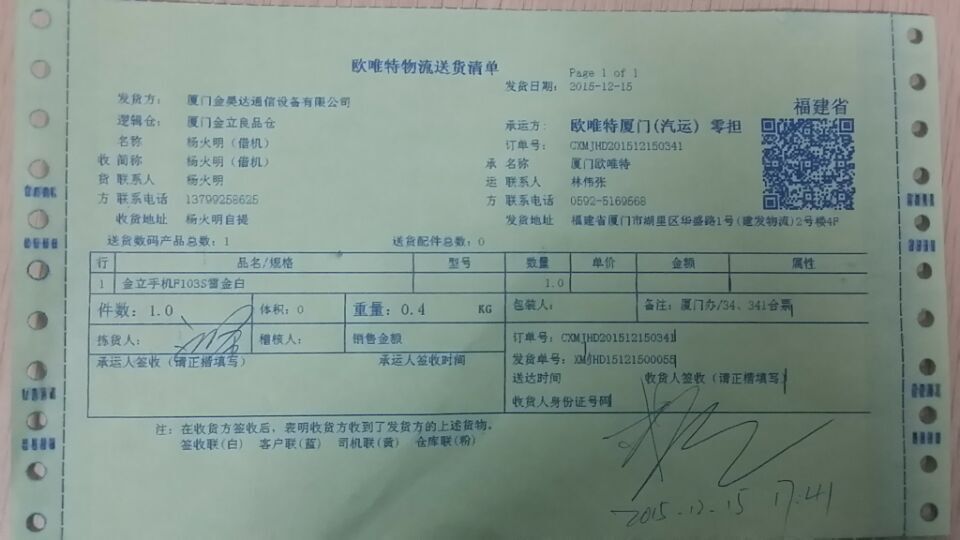 欧唯特物流送货清单
Page 1 of 1
发货日期: 2015-12-15
福建省
发货方: 厦门金昊达通信设备有限公司
逻辑仓: 厦门金立良品仓
承运方: 欧唯特厦门(汽运) 零担
名称 杨火明(借机)
订单号: CXMJHD201512150341
收 简称 杨火明(借机)
承 名称 厦门欧唯特
货 联系人 杨火明
运 联系人 林伟张
方 联系电话 13799258625
方 联系电话 0592-5169568
收货地址 杨火明自提
发货地址 福建省厦门市湖里区华盛路1号(建发物流)2号楼4F
送货数码产品总数: 1 送货配件总数: 0
行 品名/规格 型号 数量 单价 金额 属性
1 金立手机F103S雷金白 1.0
件数: 1.0 体积: 0 重量: 0.4 KG 包装人: 备注: 厦门办/34、341合票
拣货人: 稽核人: 销售金额 订单号: CXMJHD201512150341
承运人签收(请正楷填写) 承运人签收时间 发货单号: XMJHD15121500055
送达时间 收货人签收(请正楷填写)
收货人身份证号码
注: 在收货方签收后, 表明收货方收到了发货方的上述货物。
签收联(白) 客户联(蓝) 司机联(黄) 仓库联(粉)
2015.12.15 17:41